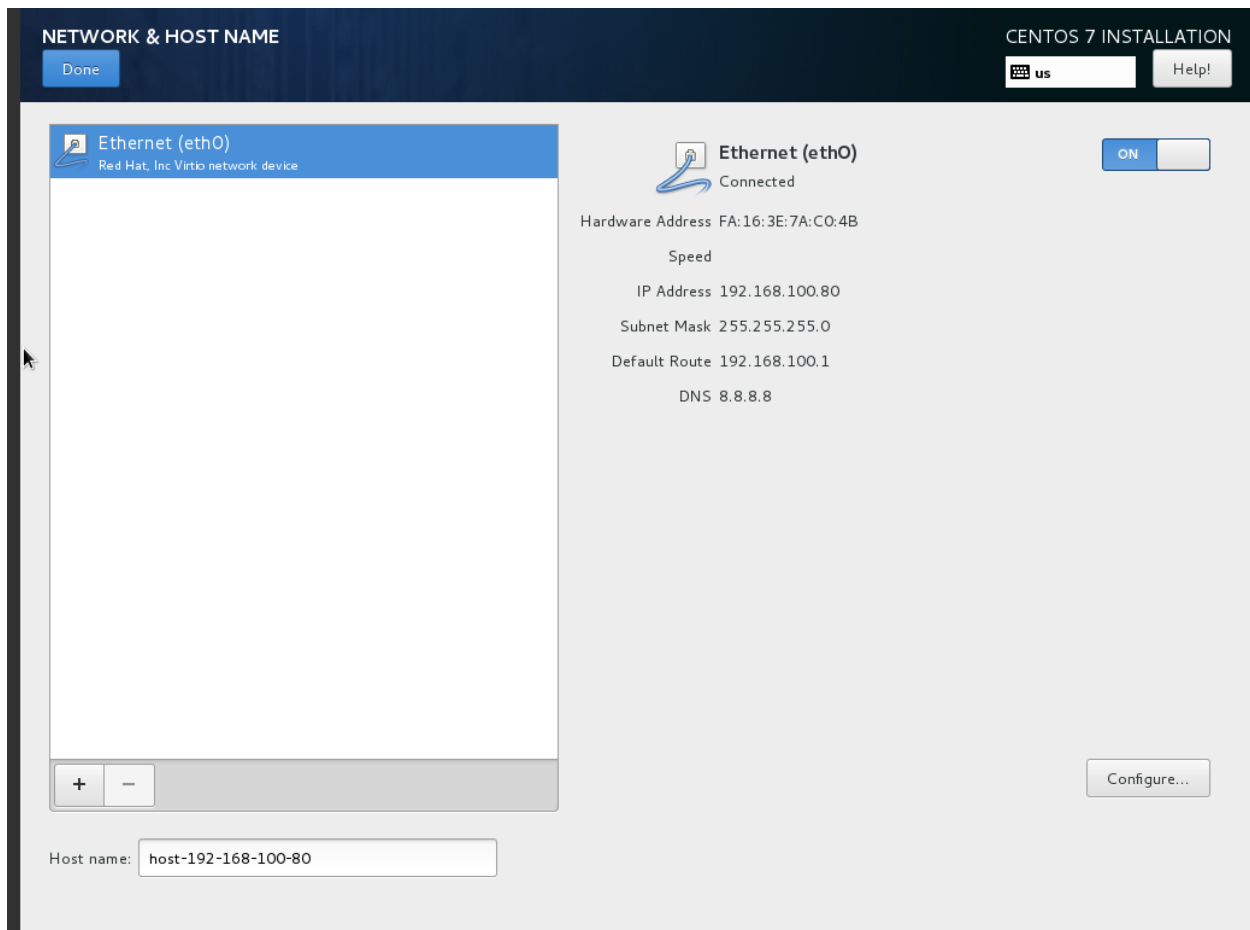 NETWORK & HOST NAME
CENTOS 7 INSTALLATION
Done
us
Help!
Ethernet (eth0)
Red Hat, Inc Virtio network device
Ethernet (eth0)
Connected
ON
Hardware Address FA:16:3E:7A:C0:4B
Speed
IP Address 192.168.100.80
Subnet Mask 255.255.255.0
Default Route 192.168.100.1
DNS 8.8.8.8
+ −
Configure...
Host name: host-192-168-100-80